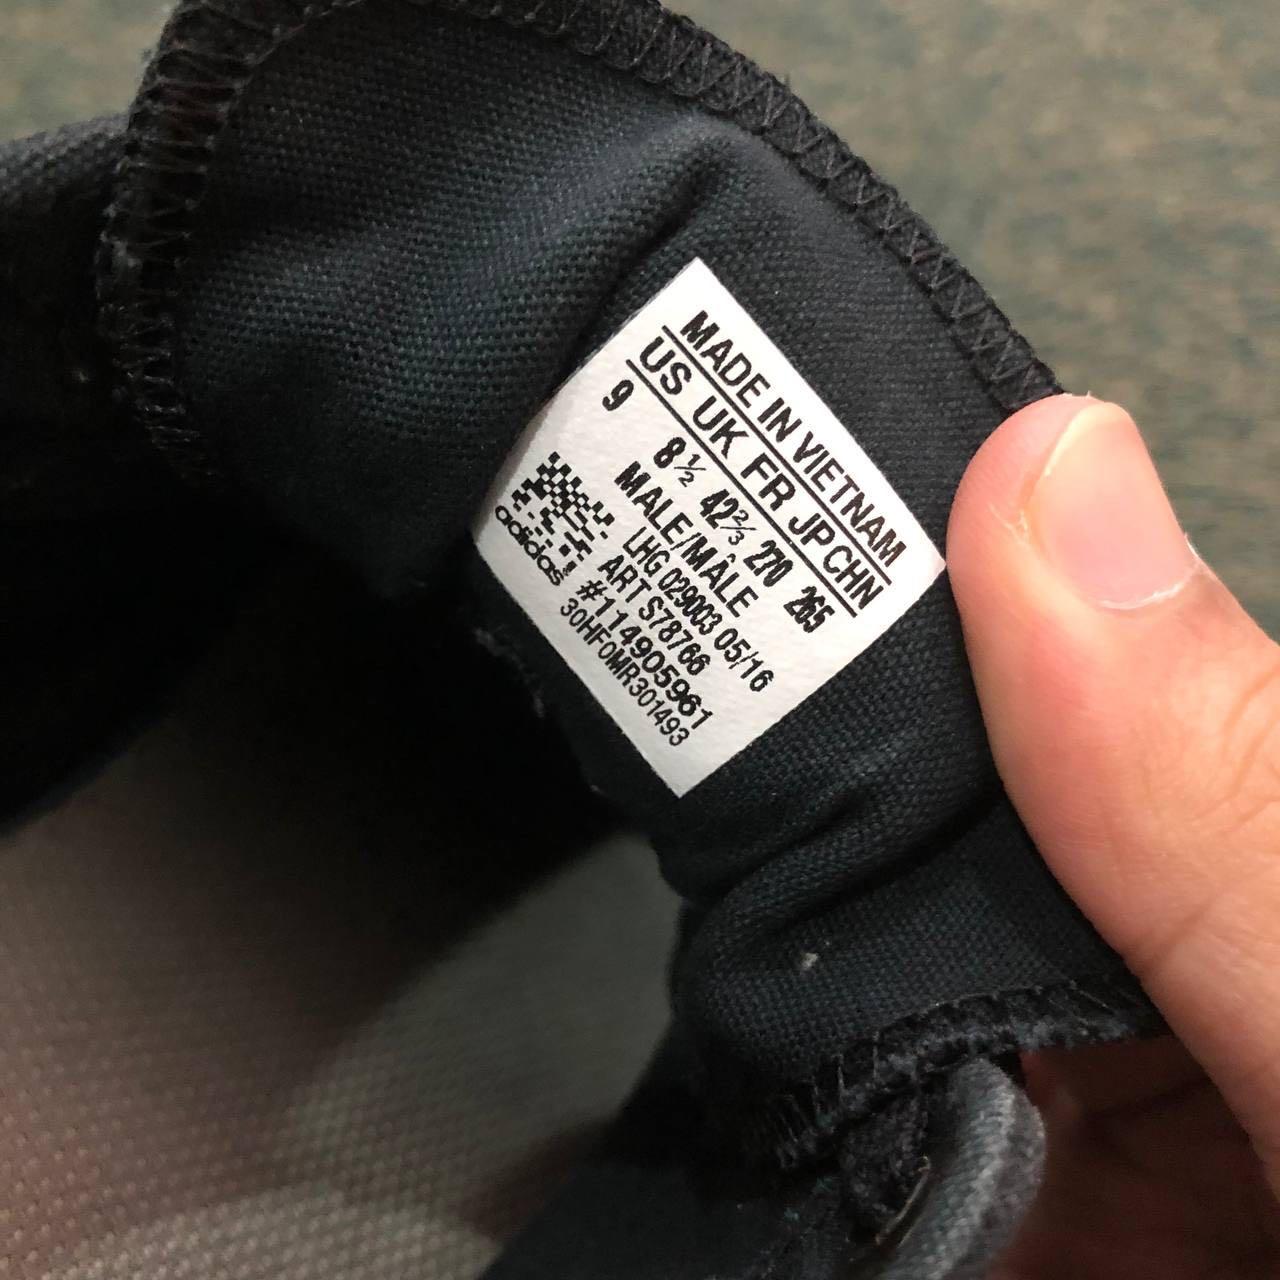 MADE IN VIETNAM
US UK FR JP CHN
9 8½ 42⅔ 270 265
MALE/MÂLE
LHG 029003 05/16
ART S78766
#114905961
30HF0MR301493
adidas